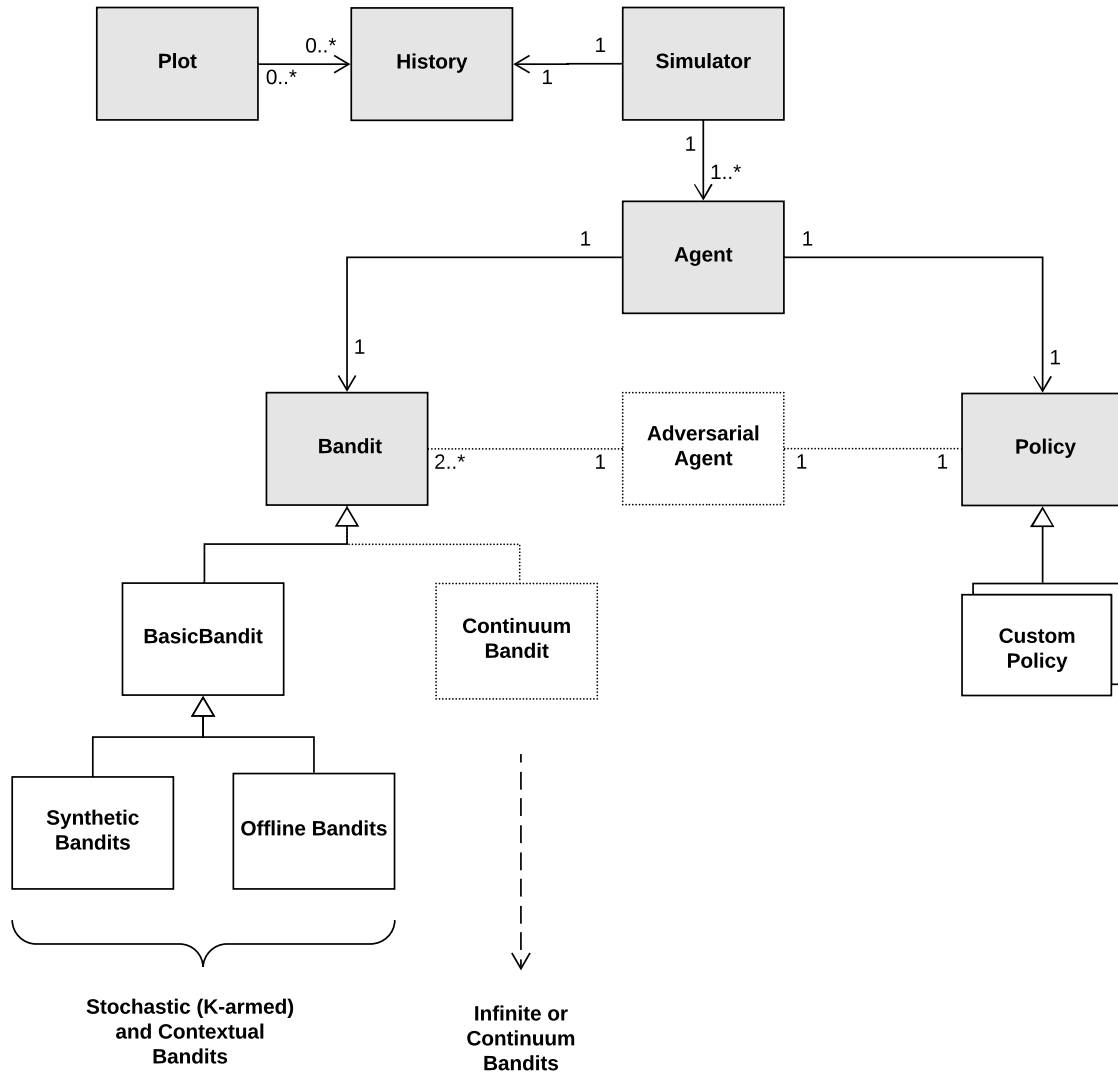 Plot
0..*
0..*
History
1
1
Simulator
1
1..*
Agent
1
1
1
1
Bandit
2..*
1
Adversarial
Agent
1
1
Policy
BasicBandit
Continuum
Bandit
Custom
Policy
Synthetic
Bandits
Offline Bandits
Stochastic (K-armed)
and Contextual
Bandits
Infinite or
Continuum
Bandits